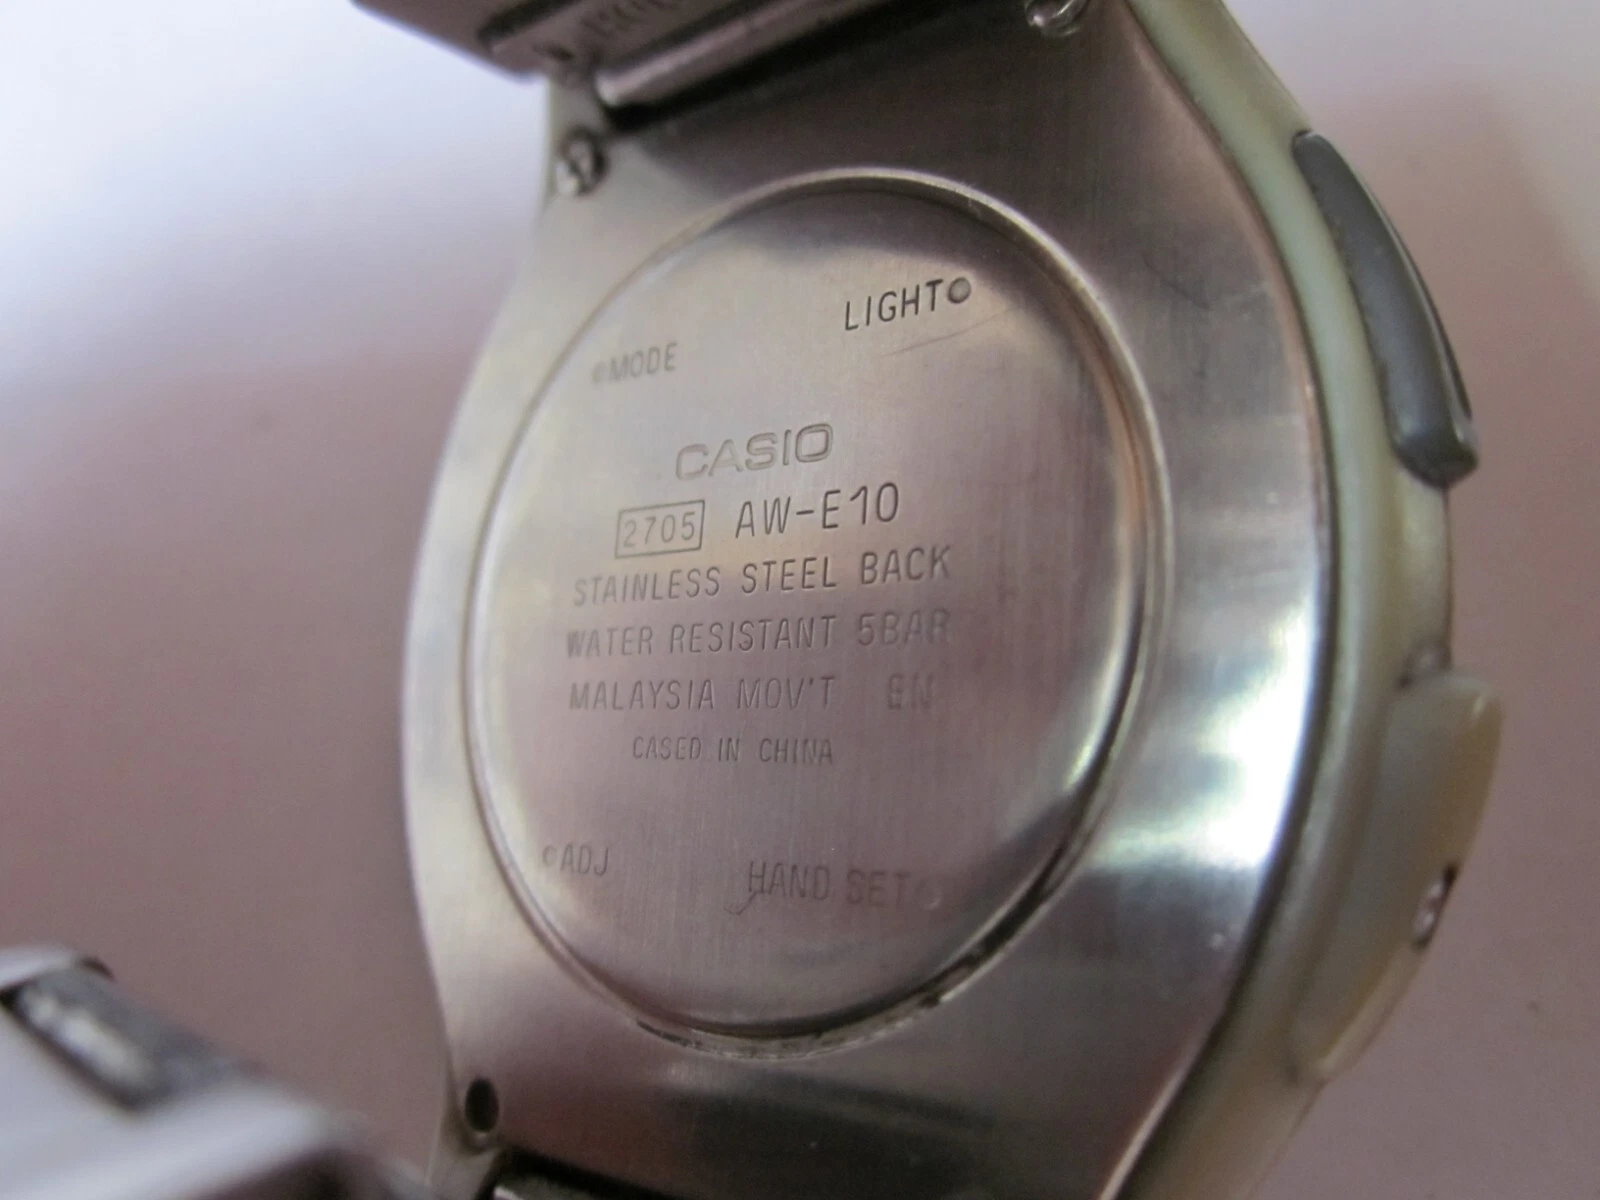 LIGHT
MODE
CASIO
2705 AW-E10
STAINLESS STEEL BACK
WATER RESISTANT 5BAR
MALAYSIA MOV'T EN
CASED IN CHINA
ADJ
HAND SET